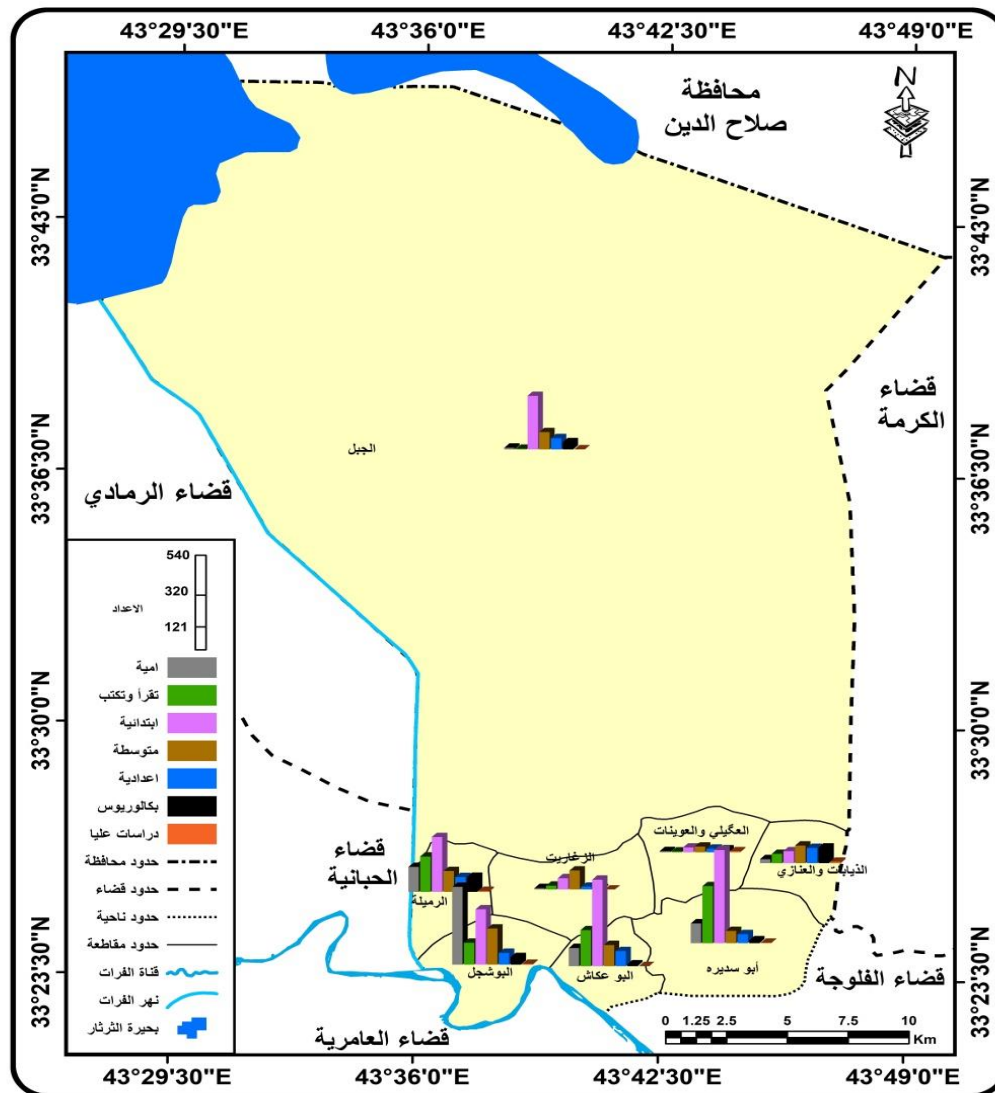 43°29'30"E
43°36'0"E
43°42'30"E
43°49'0"E
محافظة
صلاح الدين
N
33°43'0"N
33°43'0"N
قضاء
الكرمة
33°36'30"N
33°36'30"N
الجبل
قضاء الرمادي
540
320
121
الاعداد
امية
تقرأ وتكتب
ابتدائية
متوسطة
اعدادية
بكالوريوس
دراسات عليا
حدود محافظة
حدود قضاء
حدود ناحية
حدود مقاطعة
قناة الفرات
نهر الفرات
بحيرة الثرثار
33°30'0"N
33°30'0"N
قضاء
الحبانية
العگيلي والعوينات
الزغاريت
الذيابات والعنازي
الرميلة
البوشجل
البو عكاش
أبو سديره
قضاء الفلوجة
قضاء العامرية
33°23'30"N
33°23'30"N
0 1.25 2.5 5 7.5 10
Km
43°29'30"E
43°36'0"E
43°42'30"E
43°49'0"E